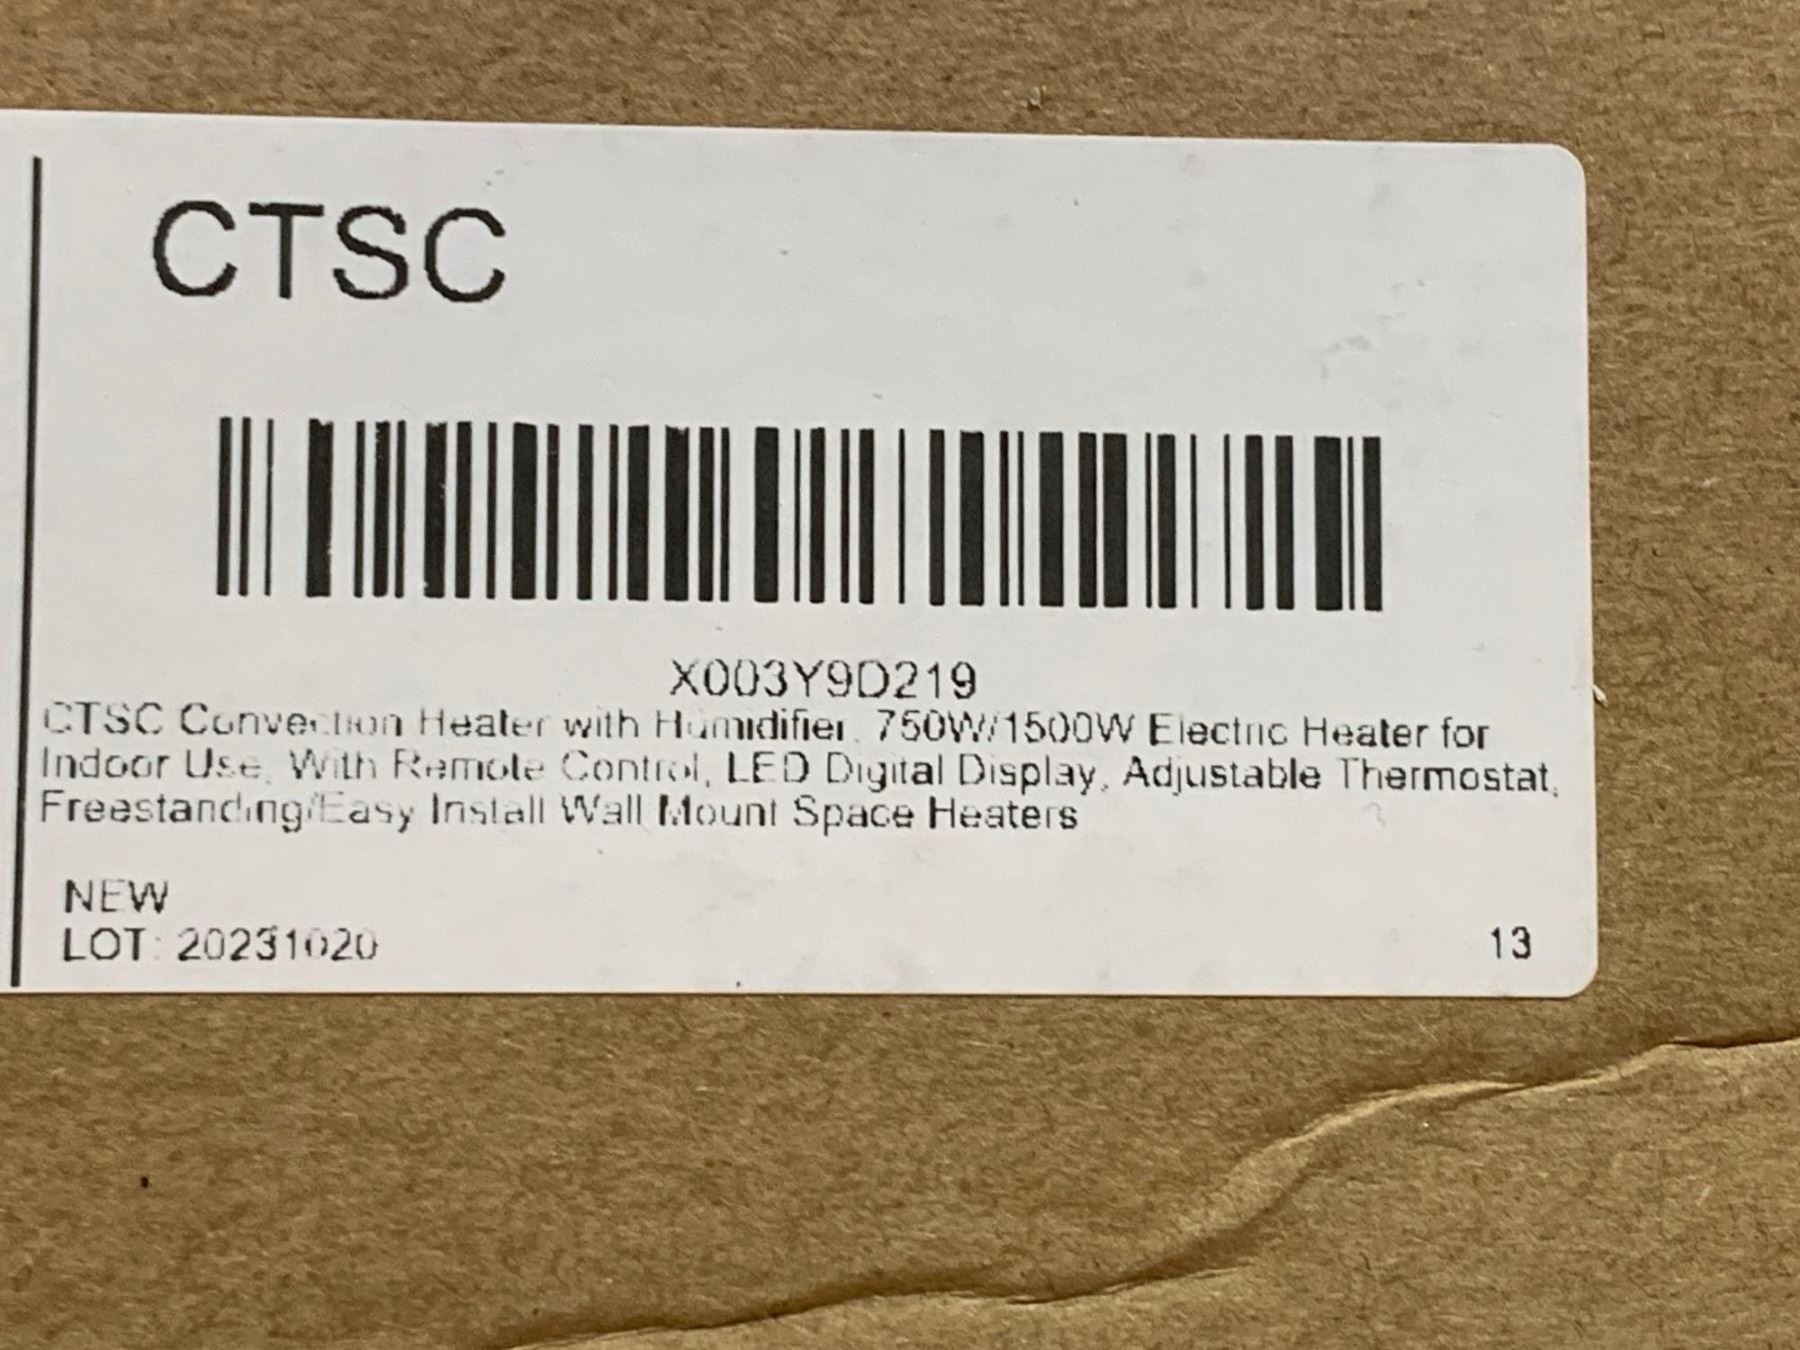 CTSC
X003Y9D219
CTSC Convection Heater with Humidifier, 750W/1500W Electric Heater for
Indoor Use, With Remote Control, LED Digital Display, Adjustable Thermostat,
Freestanding/Easy Install Wall Mount Space Heaters
NEW
LOT: 20231020
13